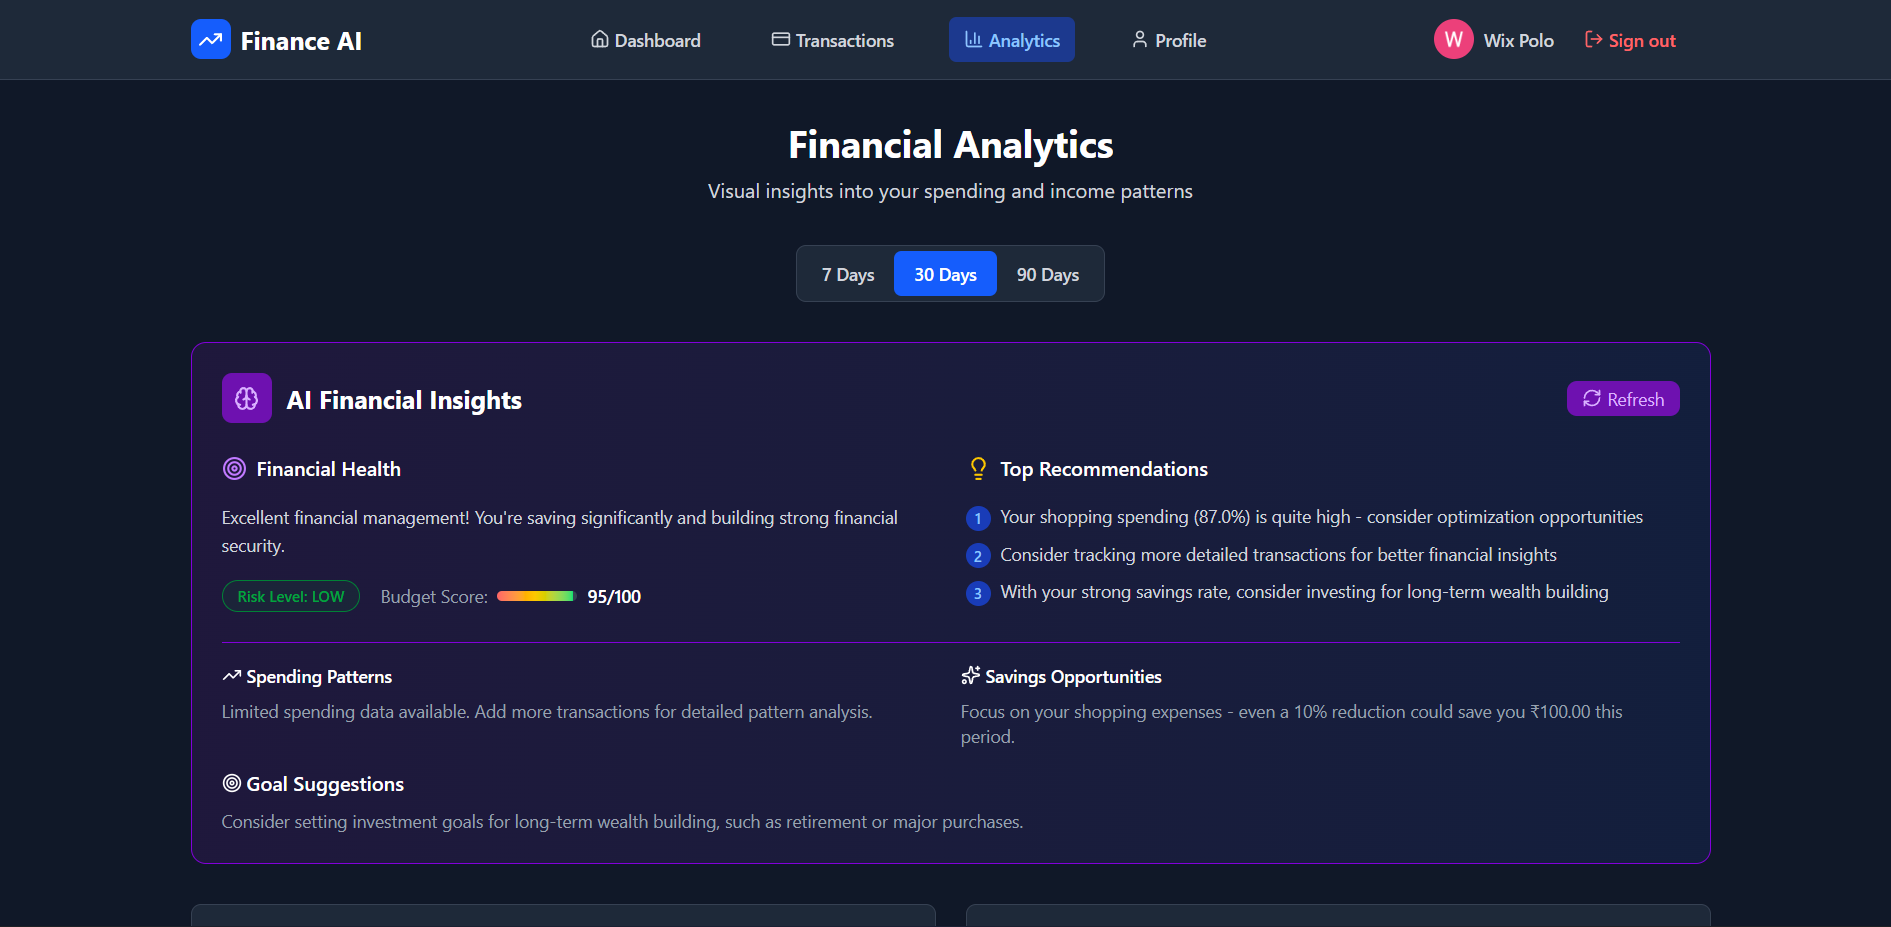 Finance AI
Dashboard
Transactions
Analytics
Profile
W
Wix Polo
Sign out
Financial Analytics
Visual insights into your spending and income patterns
7 Days
30 Days
90 Days
AI Financial Insights
Refresh
Financial Health
Excellent financial management! You're saving significantly and building strong financial
security.
Risk Level: LOW
Budget Score:
95/100
Top Recommendations
1 Your shopping spending (87.0%) is quite high - consider optimization opportunities
2 Consider tracking more detailed transactions for better financial insights
3 With your strong savings rate, consider investing for long-term wealth building
Spending Patterns
Limited spending data available. Add more transactions for detailed pattern analysis.
Savings Opportunities
Focus on your shopping expenses - even a 10% reduction could save you ₹100.00 this
period.
Goal Suggestions
Consider setting investment goals for long-term wealth building, such as retirement or major purchases.